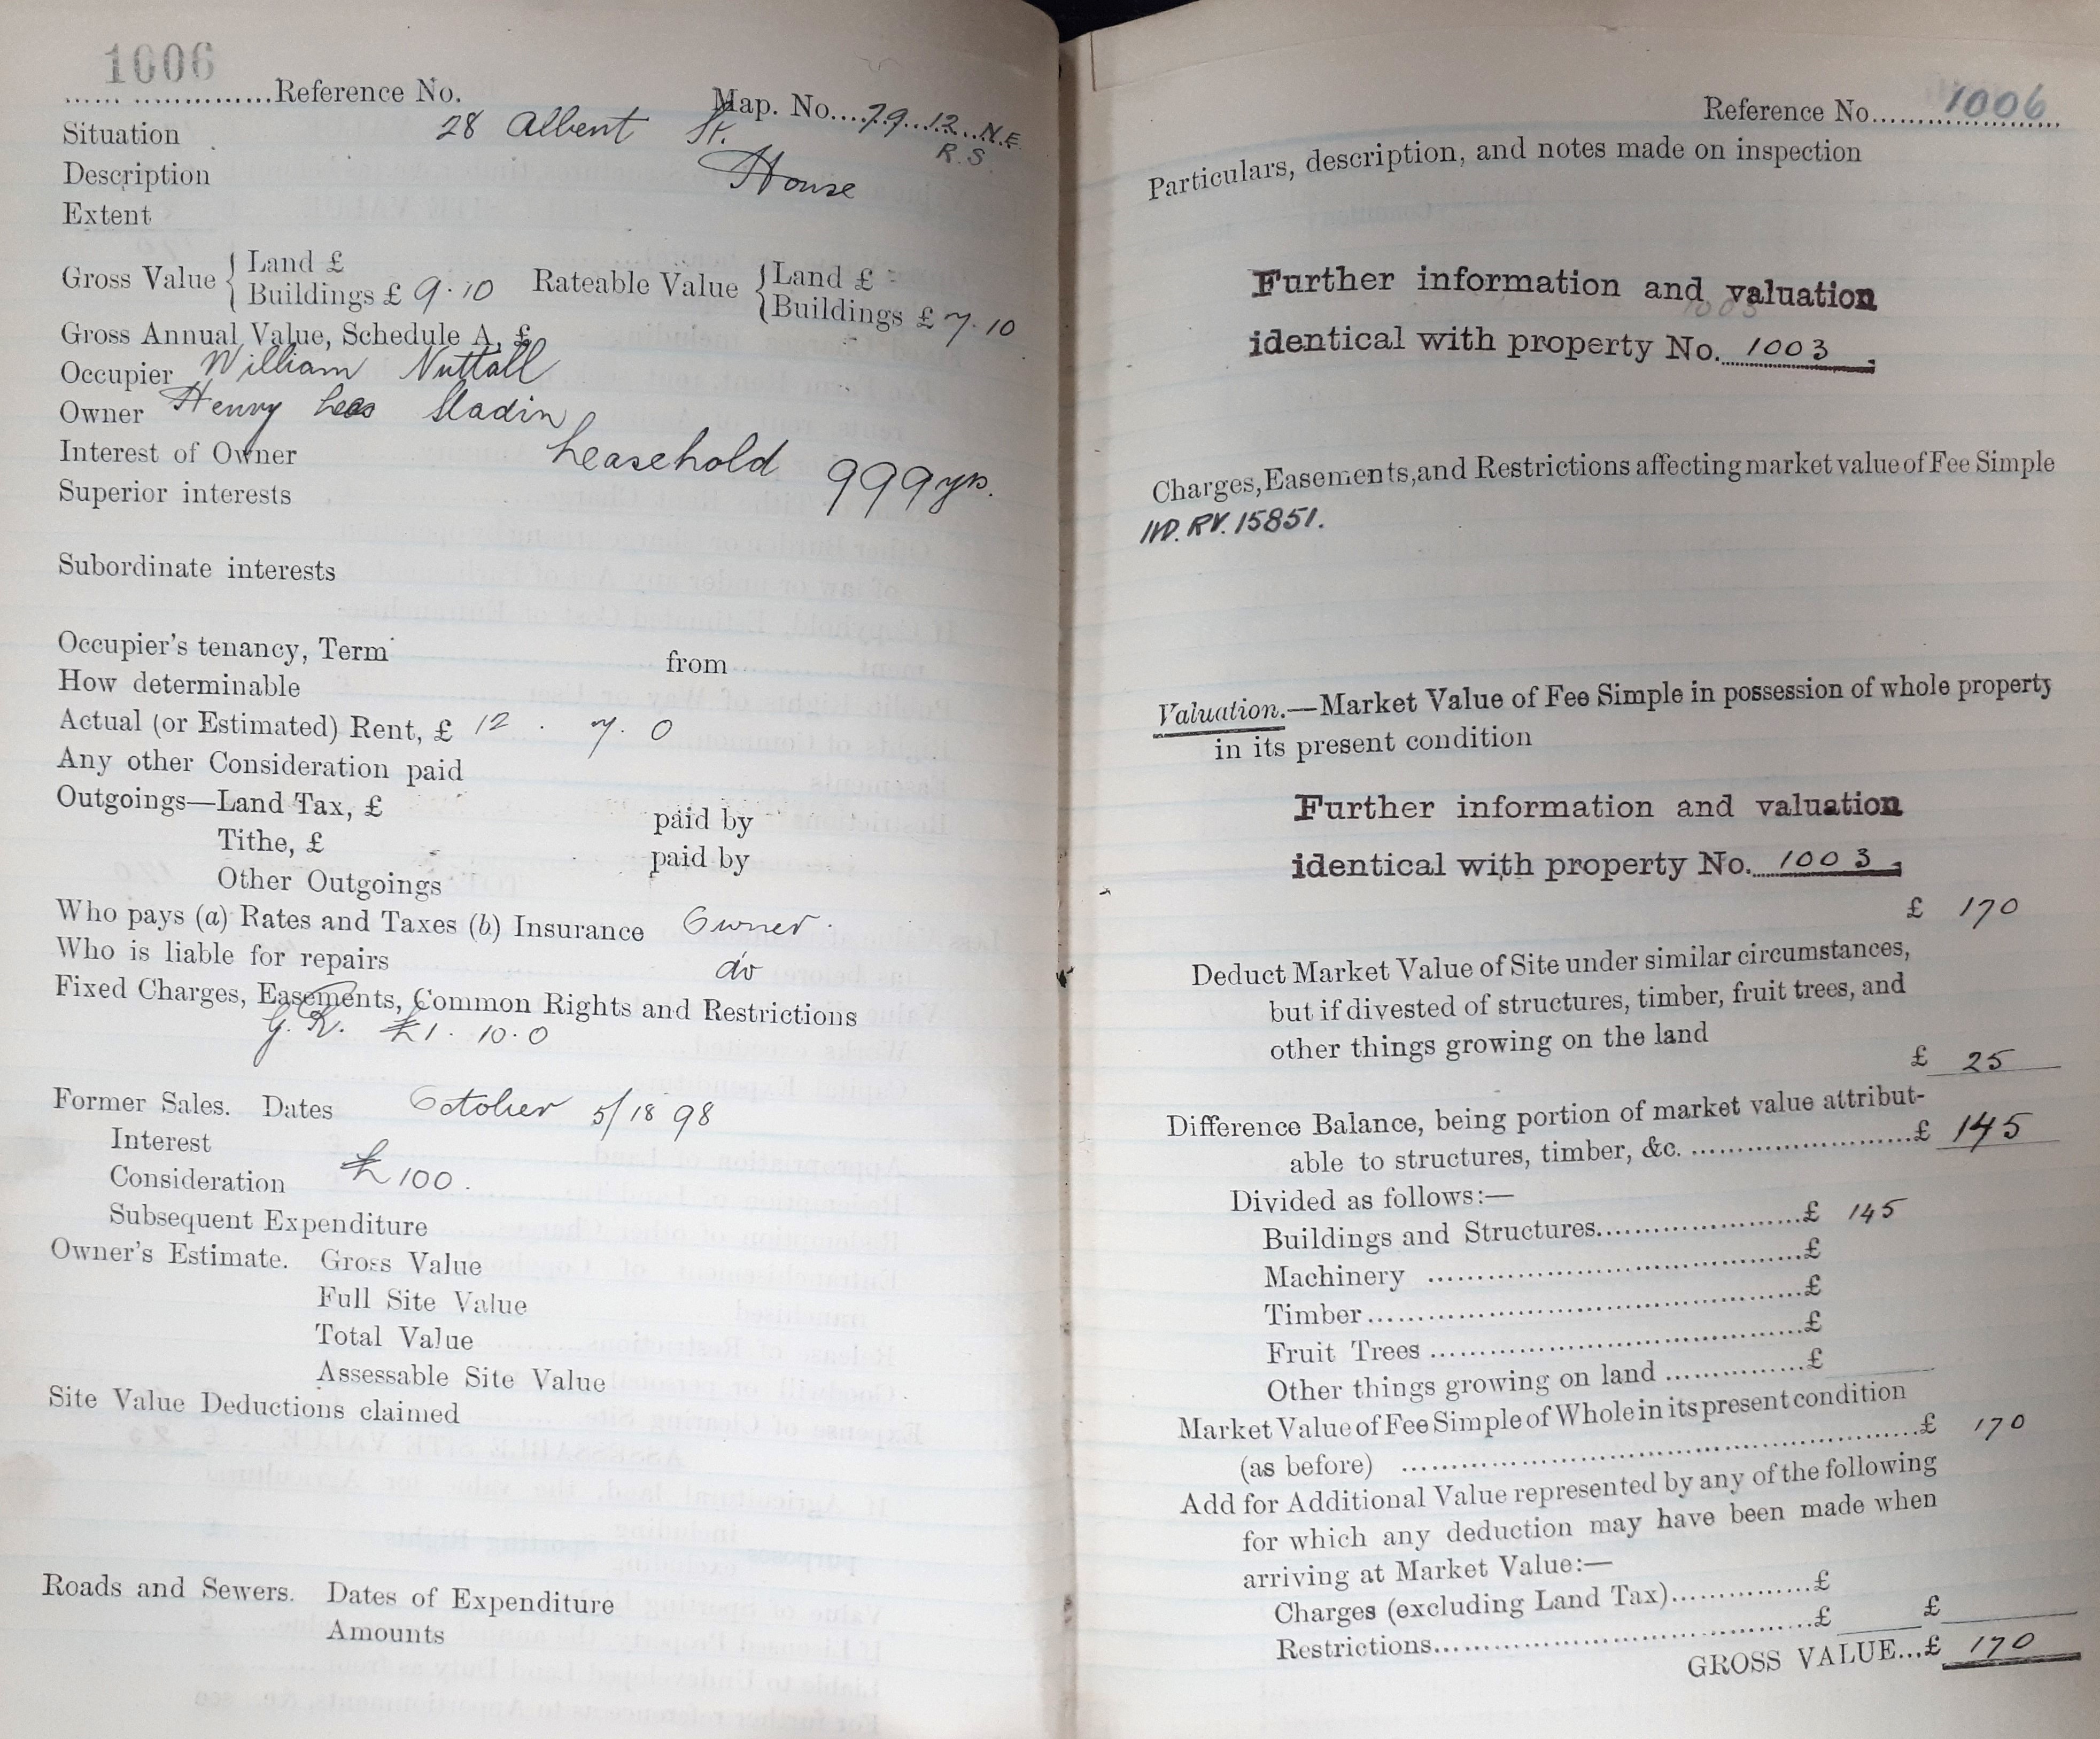 1006
...................Reference No.
Map. No....79...12...N.E.
R.S.
Situation 28 Albert St.
Description House
Extent
Gross Value { Land £
Buildings £ 9.10
Rateable Value { Land £ -
Buildings £ 7.10
Gross Annual Value, Schedule A, £
Occupier William Nuttall
Owner Henry Lees Sladin
Interest of Owner Leasehold 999 yrs.
Superior interests
Subordinate interests
Occupier's tenancy, Term from
How determinable
Actual (or Estimated) Rent, £ 12 . 7. 0
Any other Consideration paid
Outgoings—Land Tax, £ paid by
Tithe, £ paid by
Other Outgoings
Who pays (a) Rates and Taxes (b) Insurance Owner.
Who is liable for repairs do
Fixed Charges, Easements, Common Rights and Restrictions
G.R. £1. 10.0
Former Sales. Dates October 5/1898
Interest
Consideration £100.
Subsequent Expenditure
Owner's Estimate. Gross Value
Full Site Value
Total Value
Assessable Site Value
Site Value Deductions claimed
Roads and Sewers. Dates of Expenditure
Amounts
Reference No....1006
Particulars, description, and notes made on inspection
Further information and valuation
identical with property No. 1003.
Charges, Easements, and Restrictions affecting market value of Fee Simple
IVD. RV. 15851.
Valuation.—Market Value of Fee Simple in possession of whole property
in its present condition
Further information and valuation
identical with property No. 1003.
£ 170
Deduct Market Value of Site under similar circumstances,
but if divested of structures, timber, fruit trees, and
other things growing on the land
£ 25
Difference Balance, being portion of market value attribut-
able to structures, timber, &c. ........................£ 145
Divided as follows:—
Buildings and Structures.....................£ 145
Machinery ........................................£
Timber.............................................£
Fruit Trees .......................................£
Other things growing on land ..............£
Market Value of Fee Simple of Whole in its present condition
(as before) ......................................................£ 170
Add for Additional Value represented by any of the following
for which any deduction may have been made when
arriving at Market Value:—
Charges (excluding Land Tax)..............£
Restrictions.......................................£ £
GROSS VALUE...£ 170